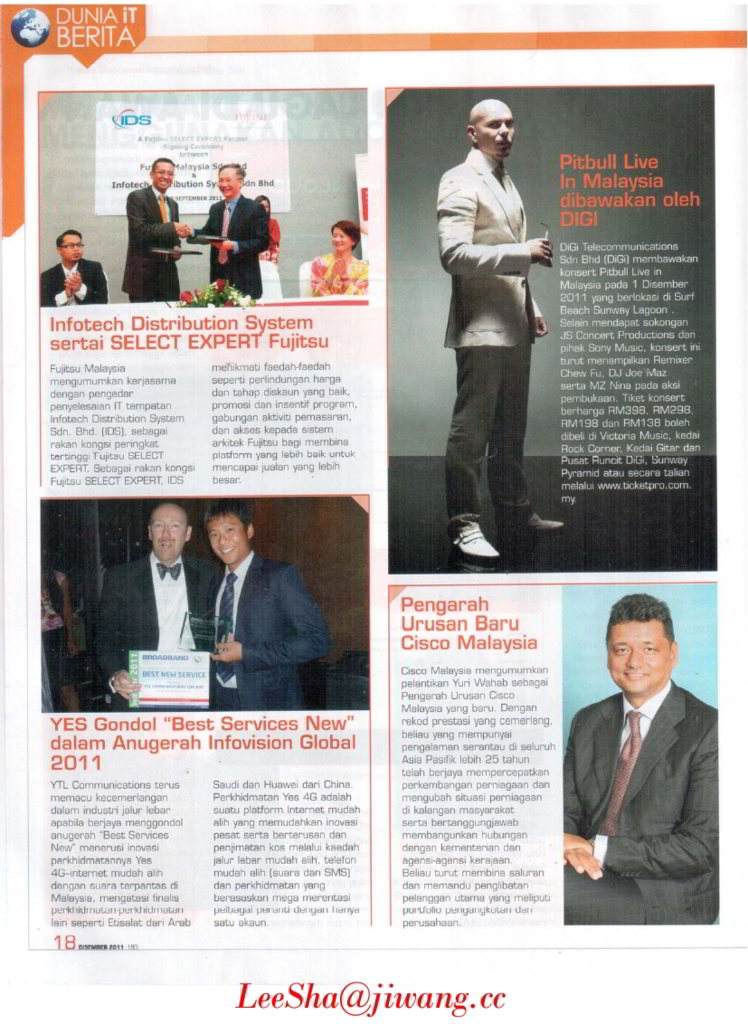 DUNIA iT
BERITA
IDS
FUJITSU
A Fujitsu SELECT EXPERT Partner
Signing Ceremony
between
Malaysia Sdn
&
Infotech Distribution Sys Sdn Bhd
SEPTEMBER 2011
Infotech Distribution System
sertai SELECT EXPERT Fujitsu
Fujitsu Malaysia
mengumumkan kerjasama
dengan pengedar
penyelesaian IT tempatan
Infotech Distribution System
Sdn. Bhd. (IDS), sebagai
rakan kongsi peringkat
tertinggi Fujitsu SELECT
EXPERT. Sebagai rakan kongsi
Fujitsu SELECT EXPERT, IDS
menikmati faedah-faedah
seperti perlindungan harga
dan tahap diskaun yang baik,
promosi dan insentif program,
gabungan aktiviti pemasaran,
dan akses kepada sistem
arkitek Fujitsu bagi membina
platform yang lebih baik untuk
mencapai jualan yang lebih
besar.
Pitbull Live
In Malaysia
dibawakan oleh
DIGI
DiGi Telecommunications
Sdn Bhd (DiGi) membawakan
konsert Pitbull Live in
Malaysia pada 1 Disember
2011 yang berlokasi di Surf
Beach Sunway Lagoon .
Selain mendapat sokongan
JS Concert Productions dan
pihak Sony Music, konsert ini
turut menampilkan Remixer
Chew Fu, DJ Joe Maz
serta MZ Nina pada aksi
pembukaan. Tiket konsert
berharga RM398, RM298,
RM198 dan RM138 boleh
dibeli di Victoria Music, kedai
Rock Corner, Kedai Gitar dan
Pusat Runcit DiGi, Sunway
Pyramid atau secara talian
melalui www.ticketpro.com.
my.
2011
BROADBAND
BEST NEW SERVICE
YTL COMMUNICATIONS SDN BHD
YES Gondol “Best Services New”
dalam Anugerah Infovision Global
2011
YTL Communications terus
memacu kecemerlangan
dalam industri jalur lebar
apabila berjaya menggondol
anugerah “Best Services
New” menerusi inovasi
perkhidmatannya Yes
4G-internet mudah alih
dengan suara terpantas di
Malaysia, mengatasi finalis
perkhidmatan-perkhidmatan
lain seperti Etisalat dari Arab
Saudi dan Huawei dari China.
Perkhidmatan Yes 4G adalah
suatu platform Internet mudah
alih yang memudahkan inovasi
pesat serta berterusan dan
penjimatan kos melalui kaedah
jalur lebar mudah alih, telefon
mudah alih (suara dan SMS)
dan perkhidmatan yang
berasaskan mega merentasi
pelbagai peranti dengan hanya
satu akaun.
Pengarah
Urusan Baru
Cisco Malaysia
Cisco Malaysia mengumumkan
pelantikan Yuri Wahab sebagai
Pengarah Urusan Cisco
Malaysia yang baru. Dengan
rekod prestasi yang cemerlang,
beliau yang mempunyai
pengalaman serantau di seluruh
Asia Pasifik lebih 25 tahun
telah berjaya mempercepatkan
perkembangan perniagaan dan
mengubah situasi perniagaan
di kalangan masyarakat
serta bertanggungjawab
membangunkan hubungan
dengan kementerian dan
agensi-agensi kerajaan.
Beliau turut membina saluran
dan memandu penglibatan
pelanggan utama yang meliputi
portfolio pengangkutan dan
perusahaan.
18 DISEMBER 2011
LeeSha@jiwang.cc